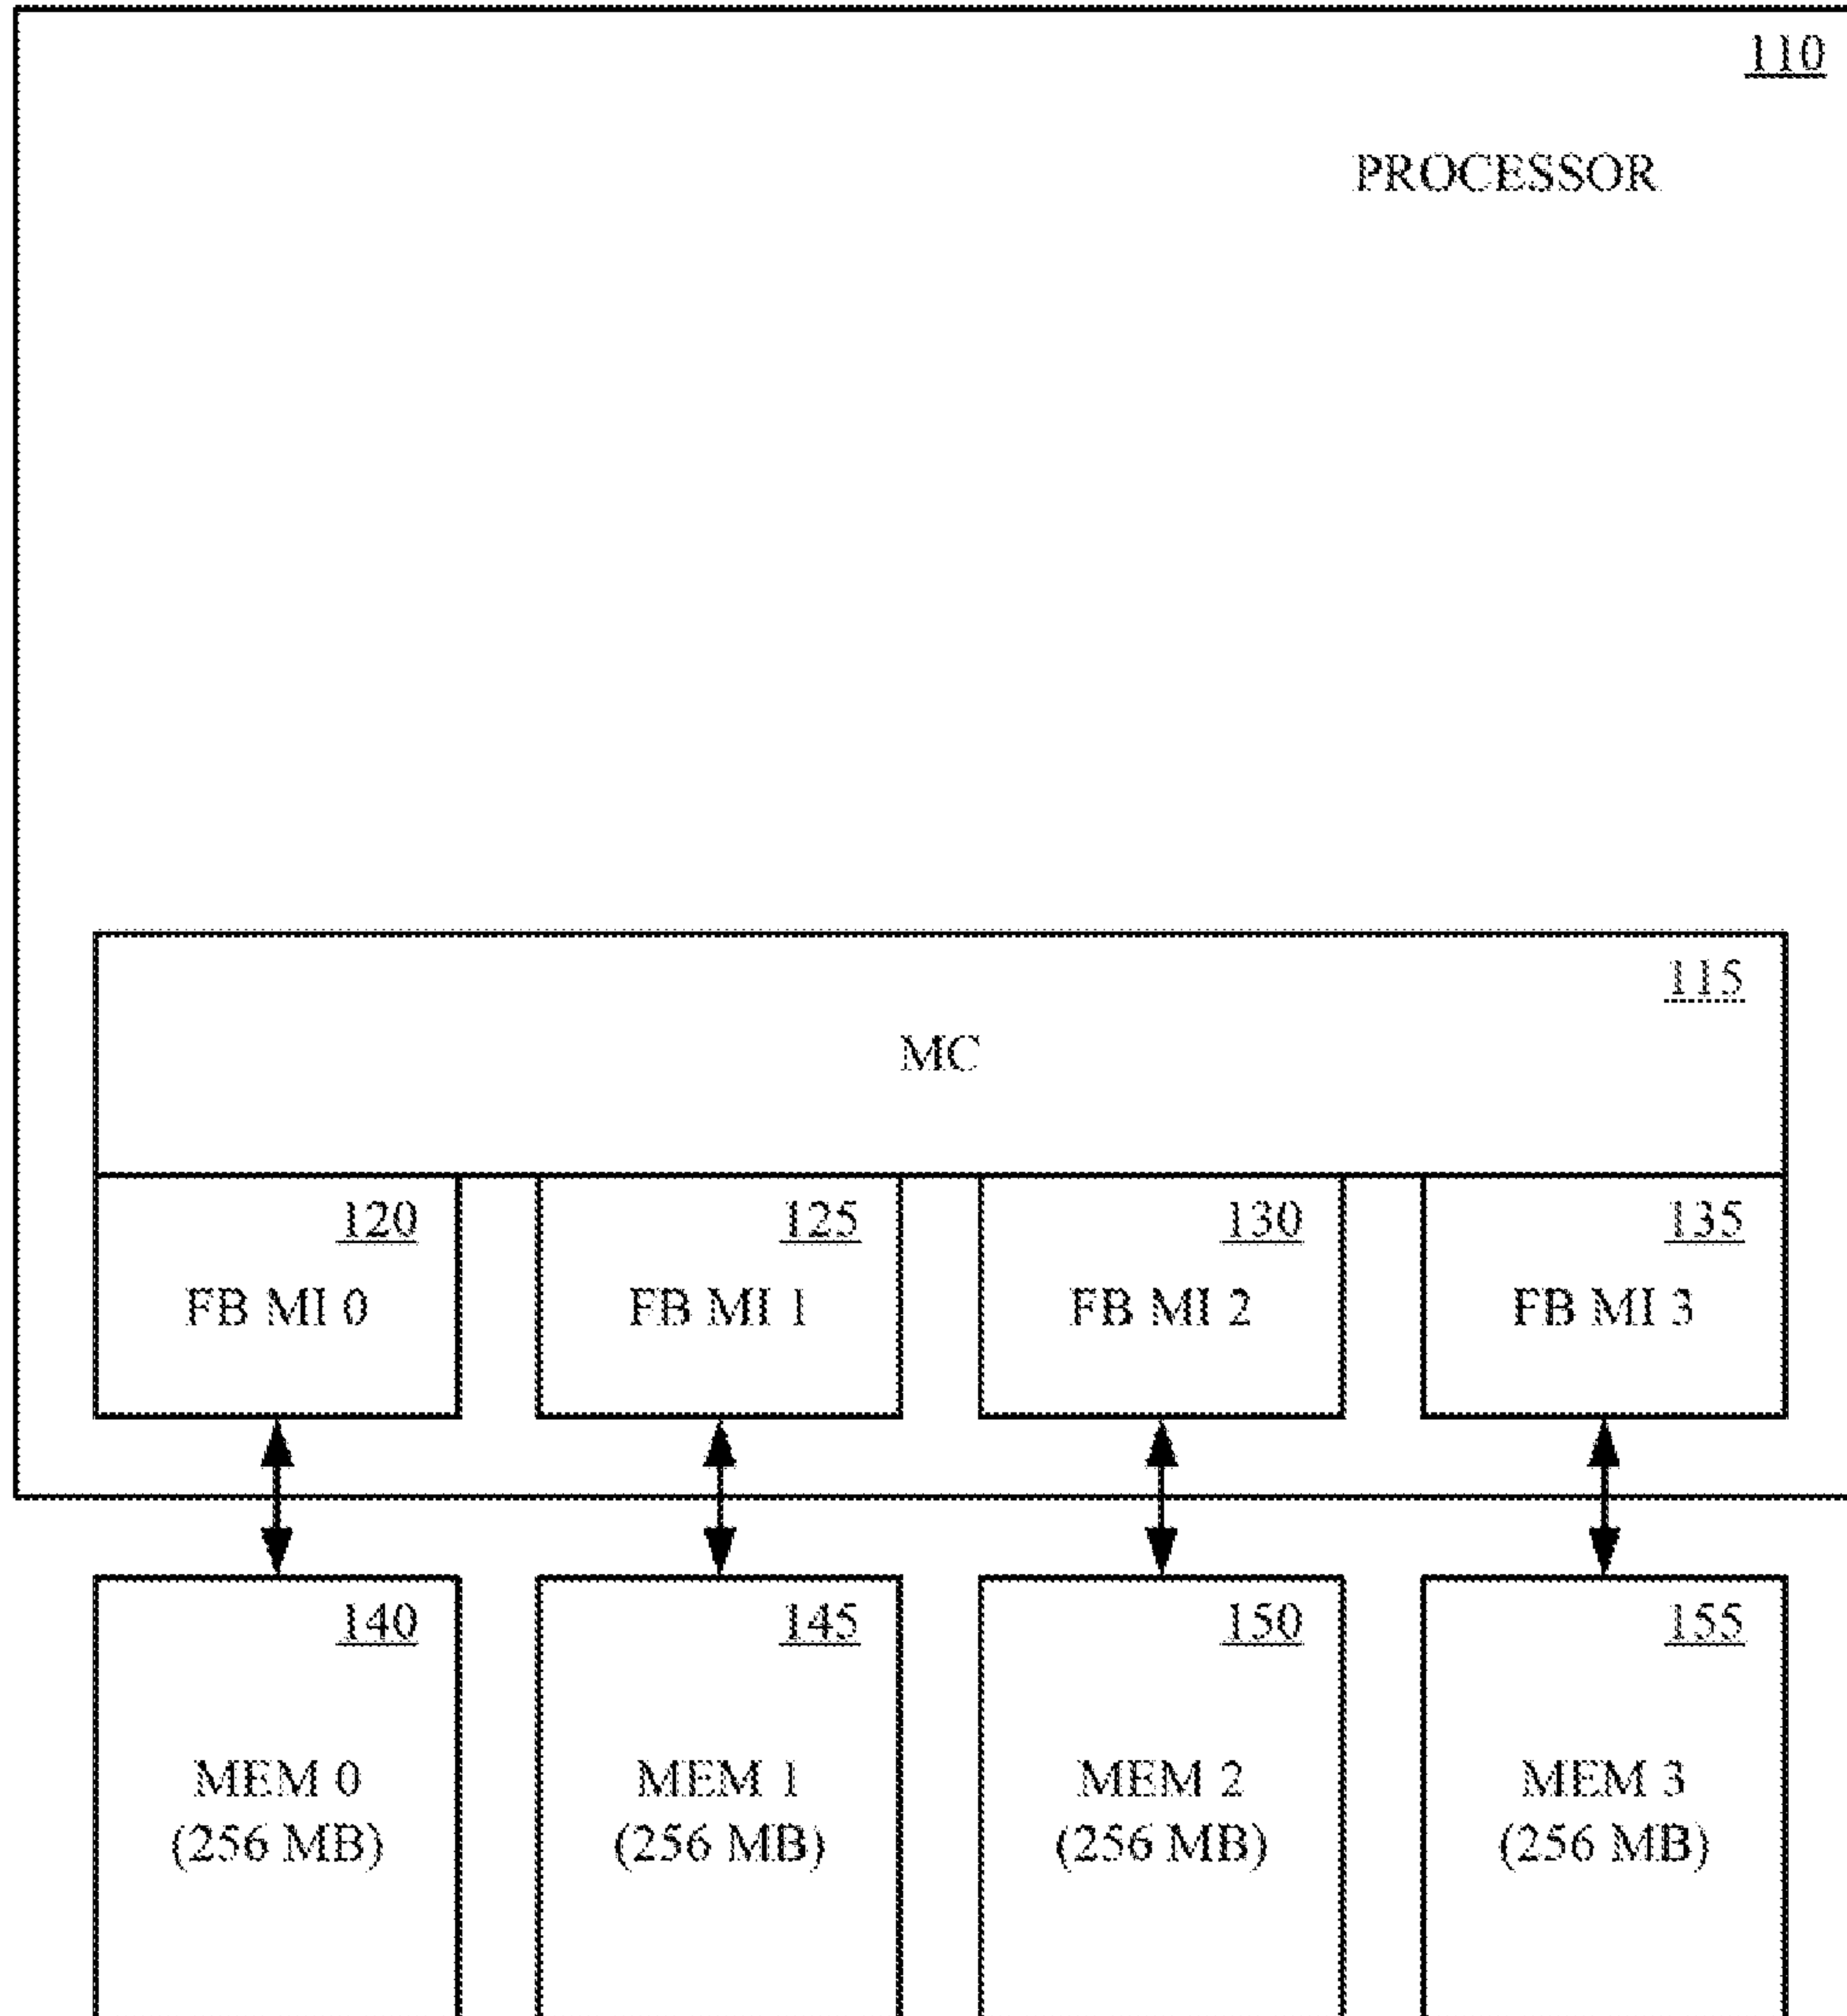 110
PROCESSOR
115
MC
120 125 130 135
FB MI 0 FB MI 1 FB MI 2 FB MI 3
140 145 150 155
MEM 0 MEM 1 MEM 2 MEM 3
(256 MB) (256 MB) (256 MB) (256 MB)